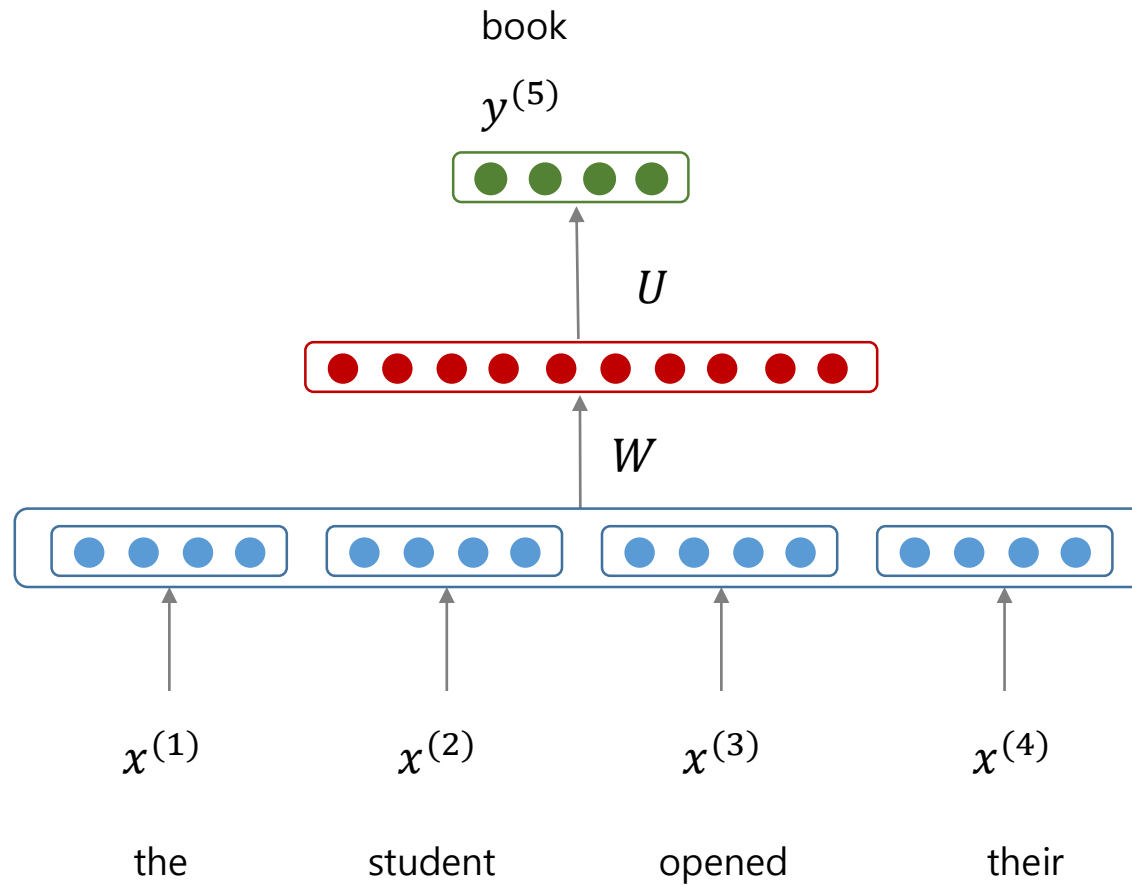 book
y^{(5)}
U
W
x^{(1)} x^{(2)} x^{(3)} x^{(4)}
the student opened their